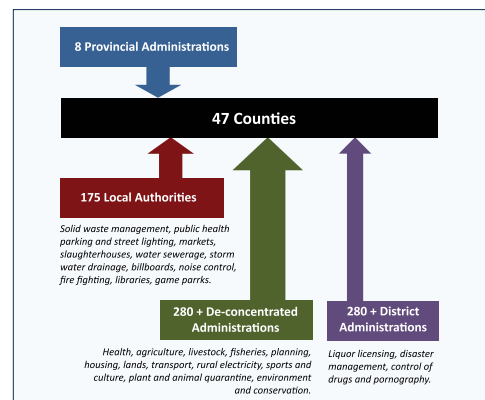 8 Provincial Administrations
47 Counties
175 Local Authorities
Solid waste management, public health
parking and street lighting, markets,
slaughterhouses, water sewerage, storm
water drainage, billboards, noise control,
fire fighting, libraries, game parrks.
280 + De-concentrated
Administrations
Health, agriculture, livestock, fisheries, planning,
housing, lands, transport, rural electricity, sports and
culture, plant and animal quarantine, environment
and conservation.
280 + District
Administrations
Liquor licensing, disaster
management, control of
drugs and pornography.